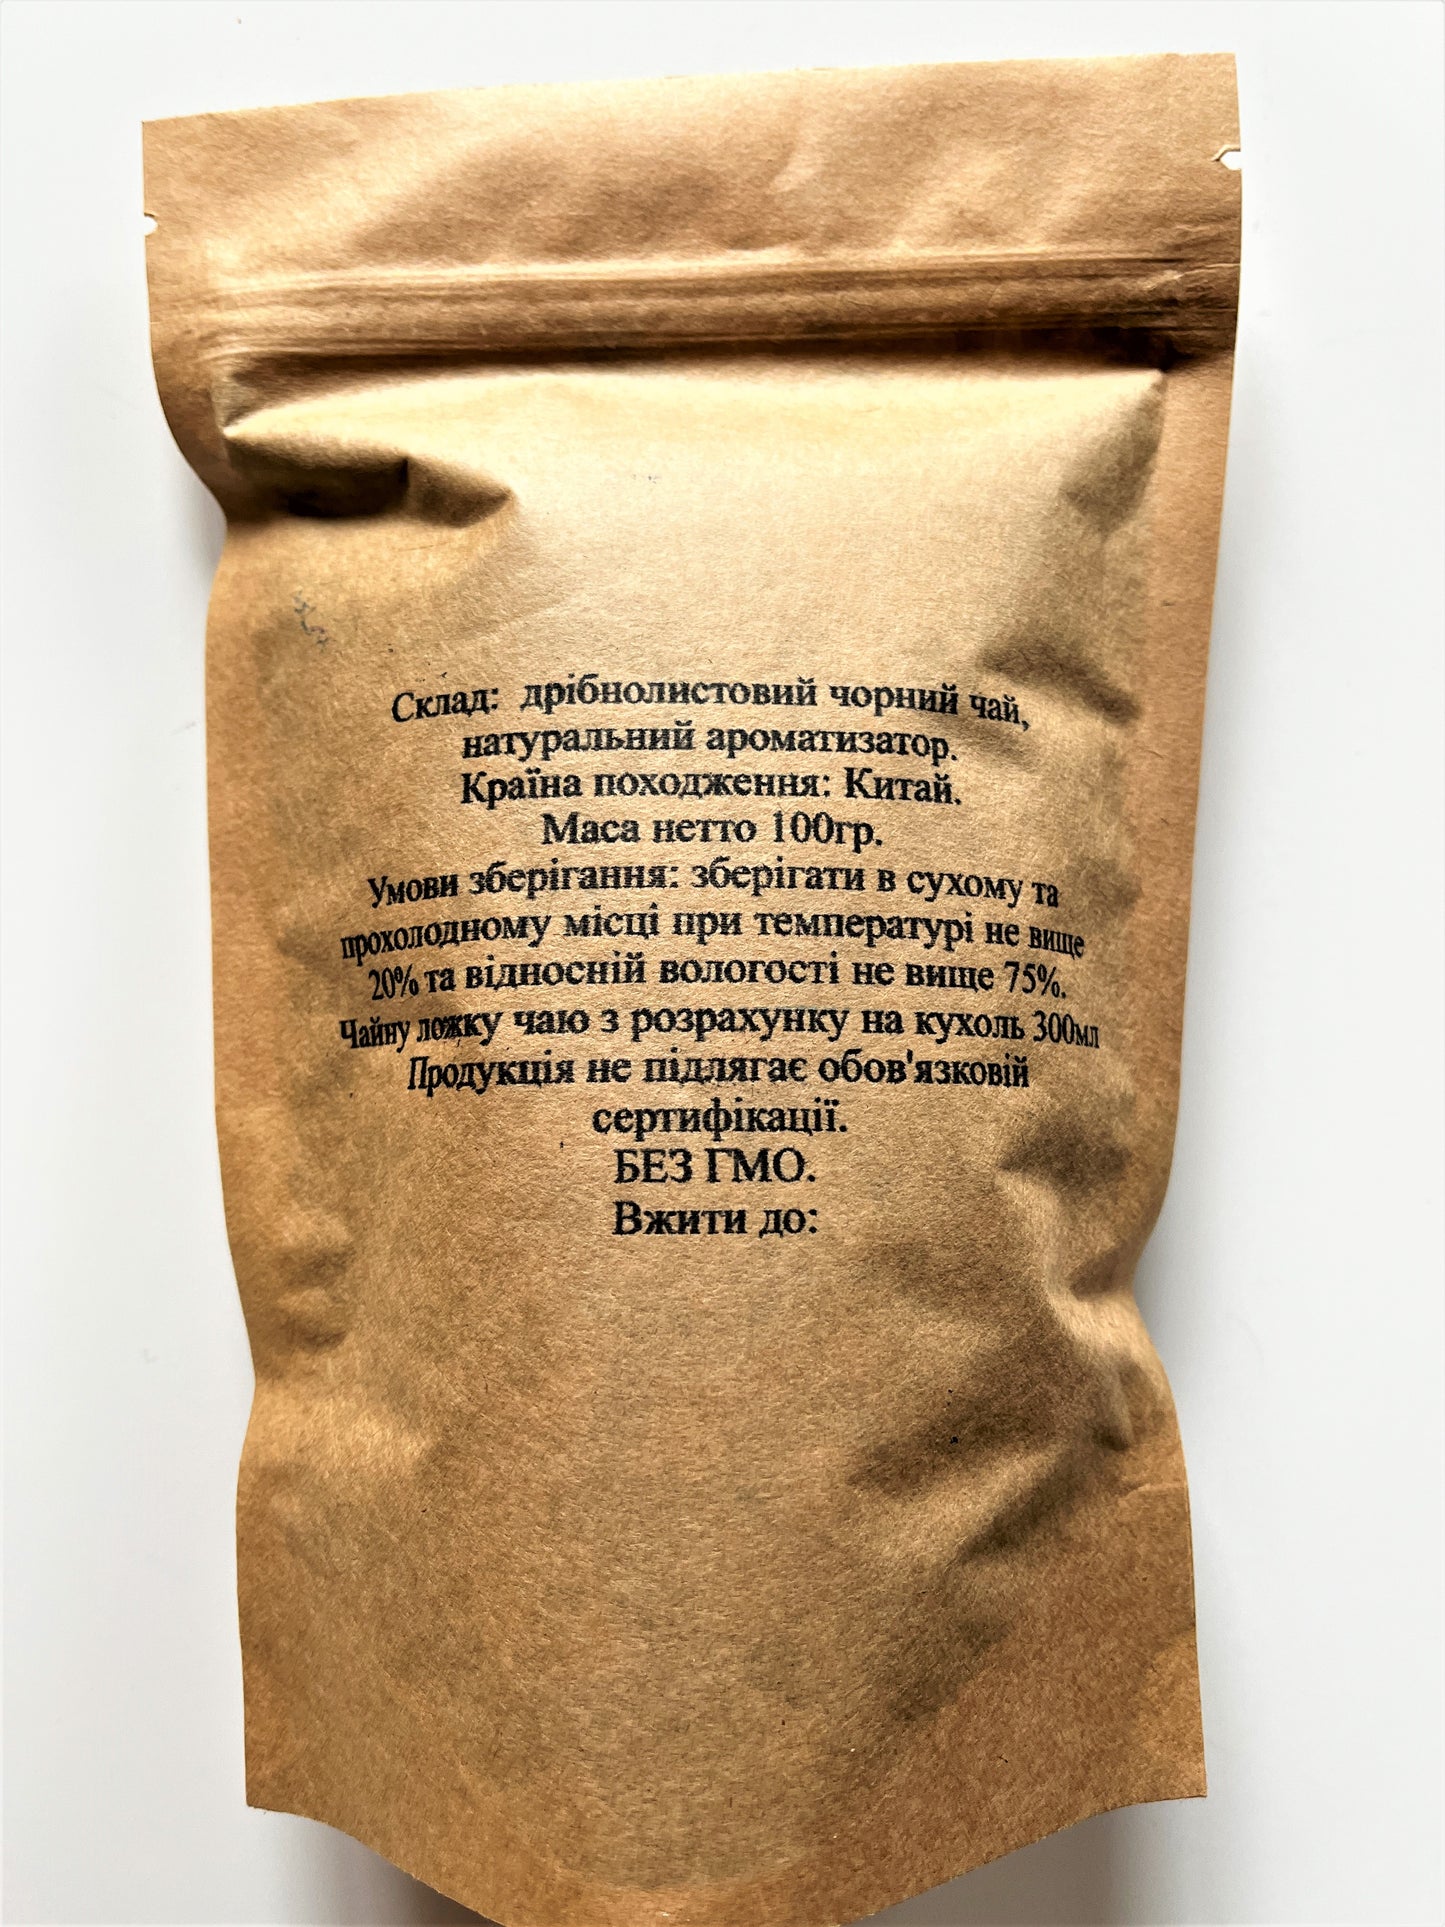 Склад: дрібнолистовий чорний чай,
натуральний ароматизатор.
Країна походження: Китай.
Маса нетто 100гр.
Умови зберігання: зберігати в сухому та
прохолодному місці при температурі не вище
20% та відносній вологості не вище 75%.
Чайну ложку чаю з розрахунку на кухоль 300мл
Продукція не підлягає обов'язковій
сертифікації.
БЕЗ ГМО.
Вжити до: